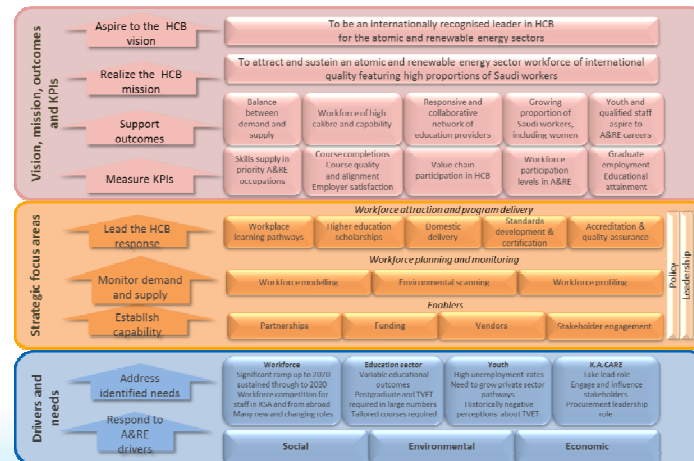 Vision, mission, outcomes
and KPIs
Aspire to the HCB
vision
To be an internationally recognised leader in HCB
for the atomic and renewable energy sectors
Realize the HCB
mission
To attract and sustain an atomic and renewable energy sector workforce of international
quality featuring high proportions of Saudi workers
Support
outcomes
Balance
between
demand and
supply
Workforce of high
calibre and capability
Responsive and
collaborative
network of
education providers
Growing
proportion of
Saudi workers,
including women
Youth and
qualified staff
aspire to
A&RE careers
Measure KPIs
Skills supply in
priority A&RE
occupations
Course completions
Course quality
and alignment
Employer satisfaction
Value chain
participation in HCB
Workforce
participation
levels in A&RE
Graduate
employment
Educational
attainment
Strategic focus areas
Lead the HCB
response
Workforce attraction and program delivery
Workplace
learning pathways
Higher education
scholarships
Domestic
delivery
Standards
development &
certification
Accreditation &
quality assurance
Monitor demand
and supply
Workforce planning and monitoring
Workforce modelling
Environmental scanning
Workforce profiling
Establish
capability
Enablers
Partnerships
Funding
Vendors
Stakeholder engagement
Policy
Leadership
Drivers and
needs
Address
identified needs
Workforce
Significant ramp up to 2020
sustained through to 2030
Workforce competition for
staff in KSA and from abroad
Many new and changing roles
Education sector
Variable educational
outcomes
Postgraduate and TVET
required in large numbers
Tailored courses required
Youth
High unemployment rates
Need to grow private sector
pathways
Historically negative
perceptions about TVET
K.A.CARE
Take lead role
Engage and influence
stakeholders
Procurement leadership
role
Respond to
A&RE
drivers
Social
Environmental
Economic